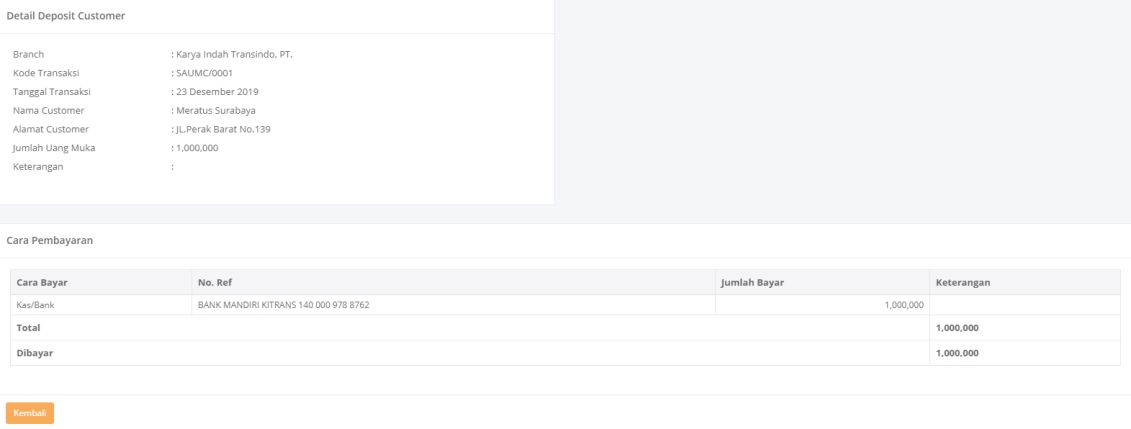 Detail Deposit Customer
Branch : Karya Indah Transindo, PT.
Kode Transaksi : SAUMC/0001
Tanggal Transaksi : 23 Desember 2019
Nama Customer : Meratus Surabaya
Alamat Customer : JL.Perak Barat No.139
Jumlah Uang Muka : 1,000,000
Keterangan :
Cara Pembayaran
Cara Bayar No. Ref Jumlah Bayar Keterangan
Kas/Bank BANK MANDIRI KITRANS 140 000 978 8762 1,000,000
Total 1,000,000
Dibayar 1,000,000
Kembali